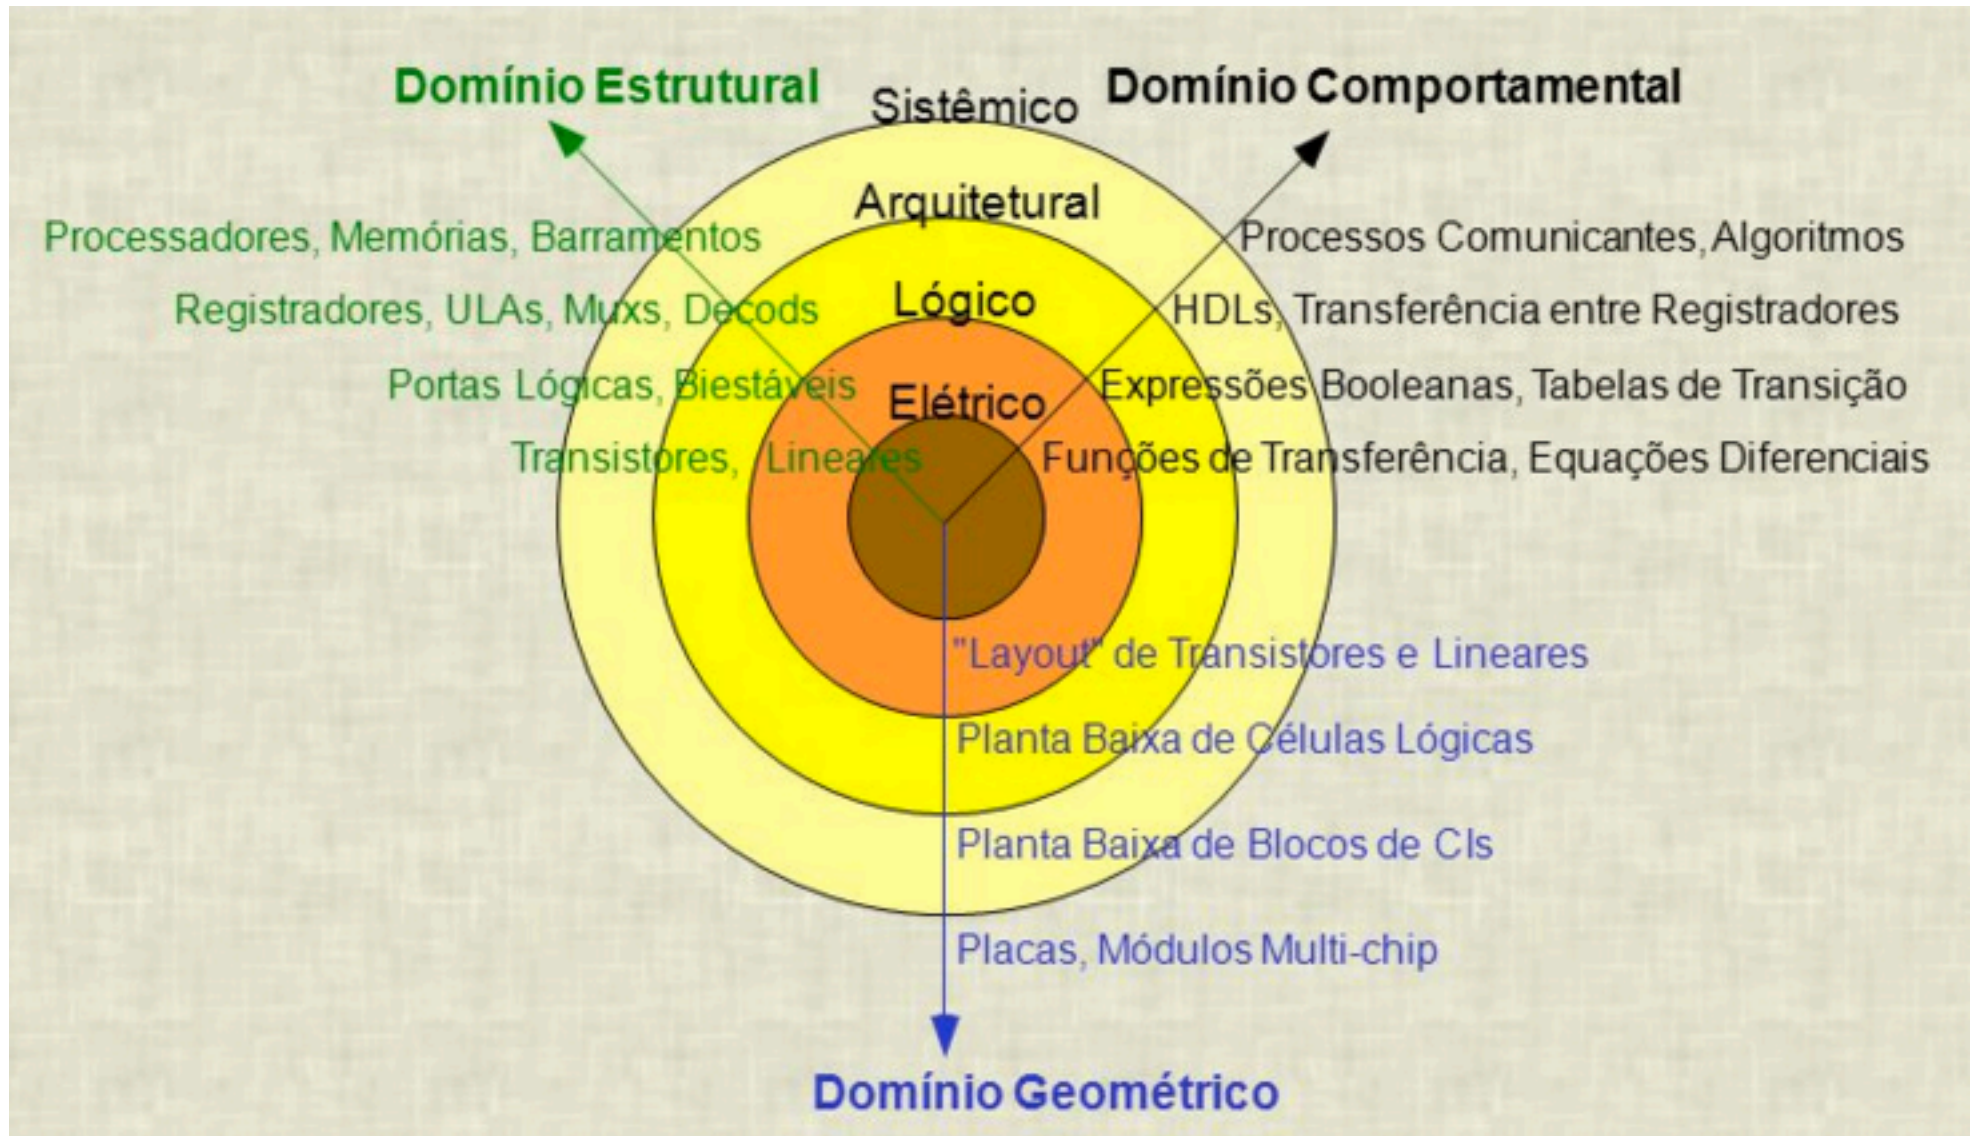 Domínio Estrutural
Sistêmico
Domínio Comportamental
Arquitetural
Processadores, Memórias, Barramentos
Processos Comunicantes, Algoritmos
Registradores, ULAs, Muxs, Decods
Lógico
HDLs, Transferência entre Registradores
Portas Lógicas, Biestáveis
Elétrico
Expressões Booleanas, Tabelas de Transição
Transistores, Lineares
Funções de Transferência, Equações Diferenciais
"Layout" de Transistores e Lineares
Planta Baixa de Células Lógicas
Planta Baixa de Blocos de CIs
Placas, Módulos Multi-chip
Domínio Geométrico